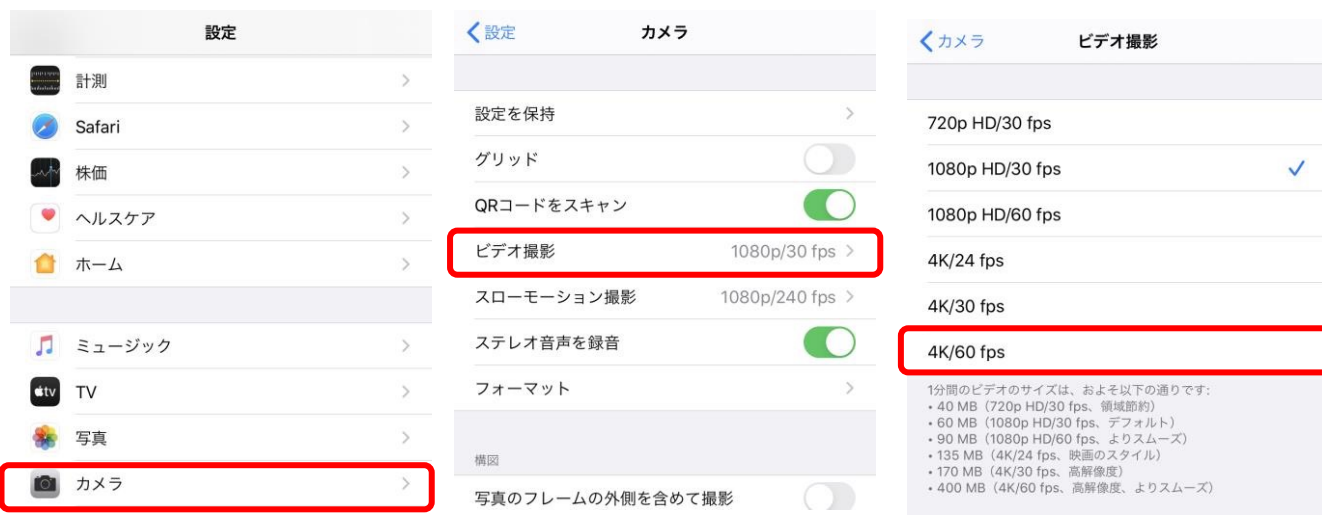 設定
計測
Safari
株価
ヘルスケア
ホーム
ミュージック
tv TV
写真
カメラ
設定 カメラ
設定を保持
グリッド
QRコードをスキャン
ビデオ撮影 1080p/30 fps
スローモーション撮影 1080p/240 fps
ステレオ音声を録音
フォーマット
構図
写真のフレームの外側を含めて撮影
カメラ ビデオ撮影
720p HD/30 fps
1080p HD/30 fps
1080p HD/60 fps
4K/24 fps
4K/30 fps
4K/60 fps
1分間のビデオのサイズは、およそ以下の通りです:
• 40 MB（720p HD/30 fps、領域節約）
• 60 MB（1080p HD/30 fps、デフォルト）
• 90 MB（1080p HD/60 fps、よりスムーズ）
• 135 MB（4K/24 fps、映画のスタイル）
• 170 MB（4K/30 fps、高解像度）
• 400 MB（4K/60 fps、高解像度、よりスムーズ）